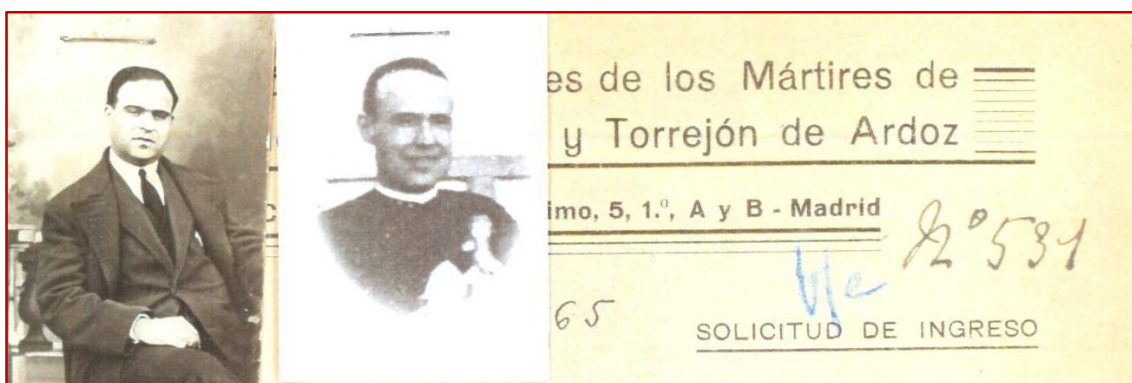 es de los Mártires de
y Torrejón de Ardoz
imo, 5, 1.º, A y B - Madrid
Nº 531
65
SOLICITUD DE INGRESO